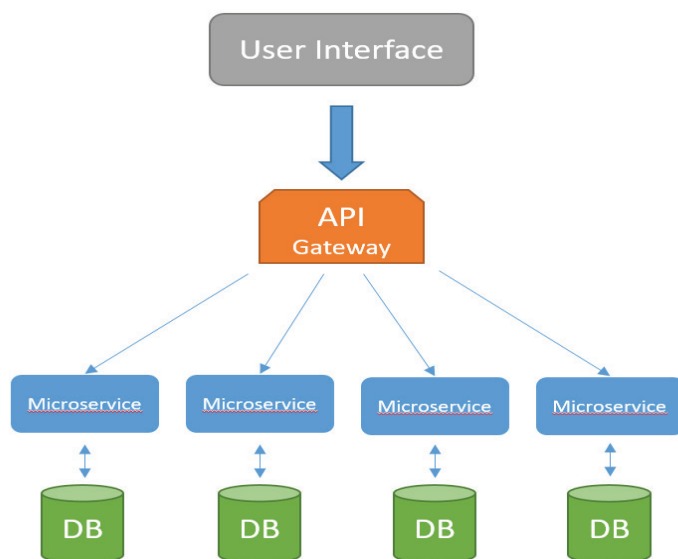 User Interface
API
Gateway
Microservice
Microservice
Microservice
Microservice
DB
DB
DB
DB